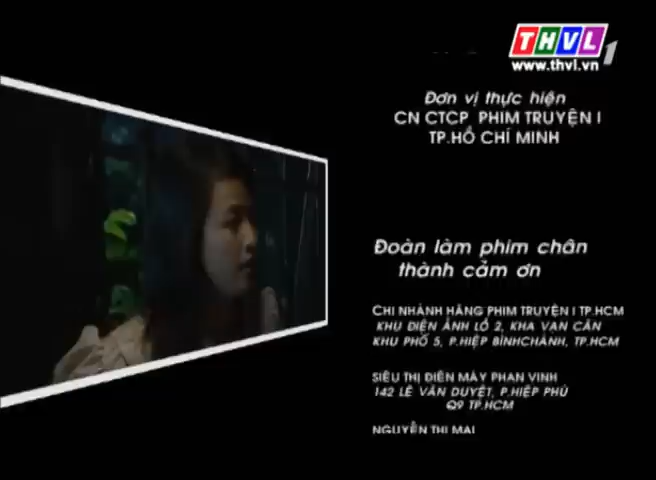 THVL 1
www.thvl.vn
Đơn vị thực hiện
CN CTCP PHIM TRUYỆN I
TP.HỒ CHÍ MINH
Đoàn làm phim chân
thành cảm ơn
CHI NHÁNH HÃNG PHIM TRUYỆN I TP.HCM
KHU ĐIỆN ẢNH LÔ 2, KHA VẠN CÂN
KHU PHỐ 5, P.HIỆP BÌNHCHÁNH, TP.HCM
SIÊU THỊ ĐIỆN MÁY PHAN VINH
142 LÊ VĂN DUYỆT, P.HIỆP PHÚ
Q9 TP.HCM
NGUYỄN THỊ MAI